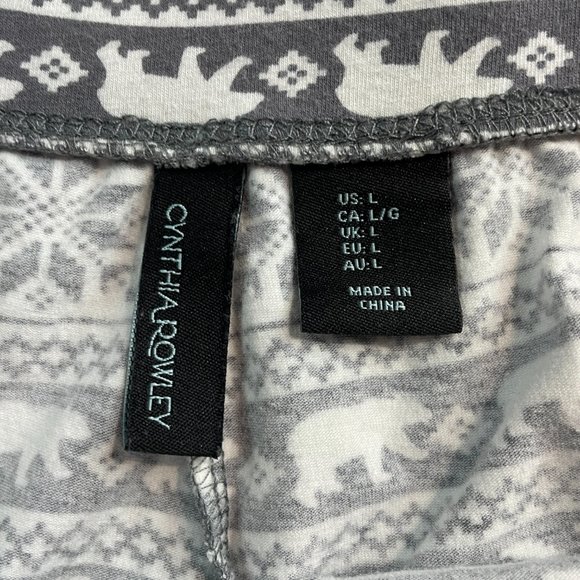 CYNTHIA ROWLEY
US: L
CA: L/G
UK: L
EU: L
AU: L
MADE IN
CHINA